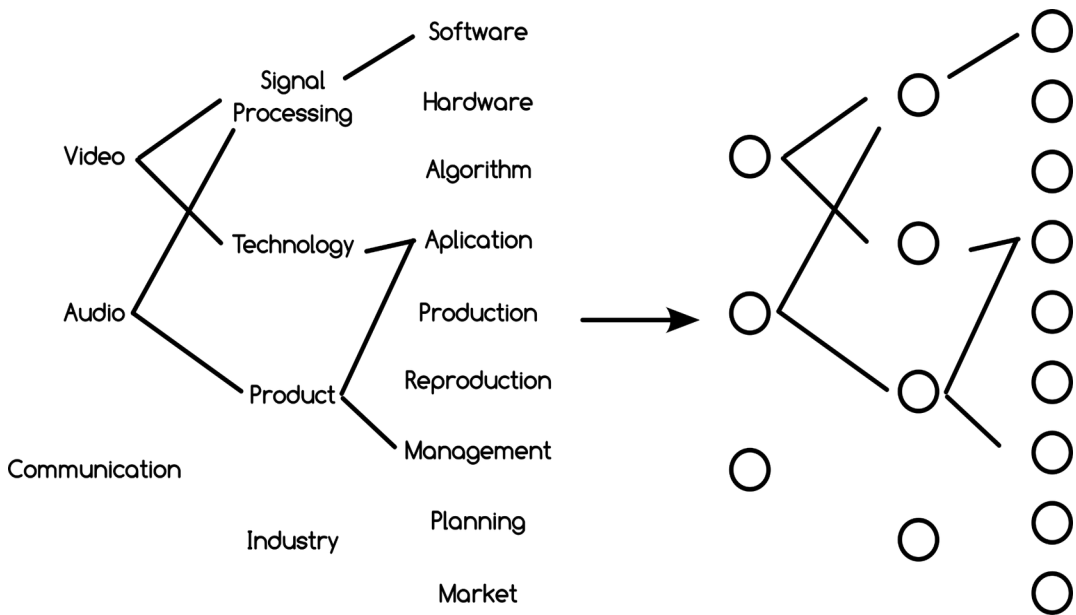 Software
Signal
Processing
Hardware
Video
Algorithm
Technology
Aplication
Audio
Production
Reproduction
Product
Management
Communication
Planning
Industry
Market